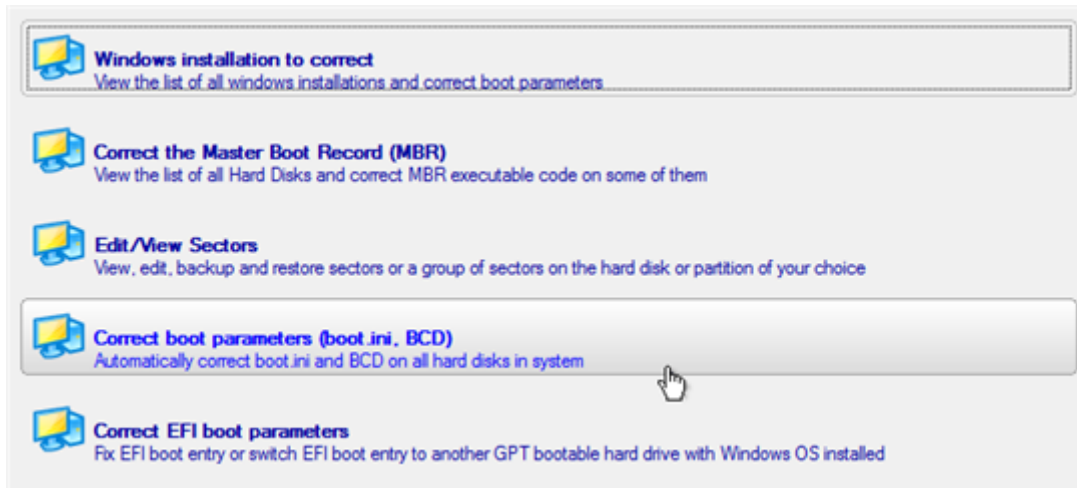 Windows installation to correct
View the list of all windows installations and correct boot parameters
Correct the Master Boot Record (MBR)
View the list of all Hard Disks and correct MBR executable code on some of them
Edit/View Sectors
View, edit, backup and restore sectors or a group of sectors on the hard disk or partition of your choice
Correct boot parameters (boot.ini, BCD)
Automatically correct boot.ini and BCD on all hard disks in system
Correct EFI boot parameters
Fix EFI boot entry or switch EFI boot entry to another GPT bootable hard drive with Windows OS installed